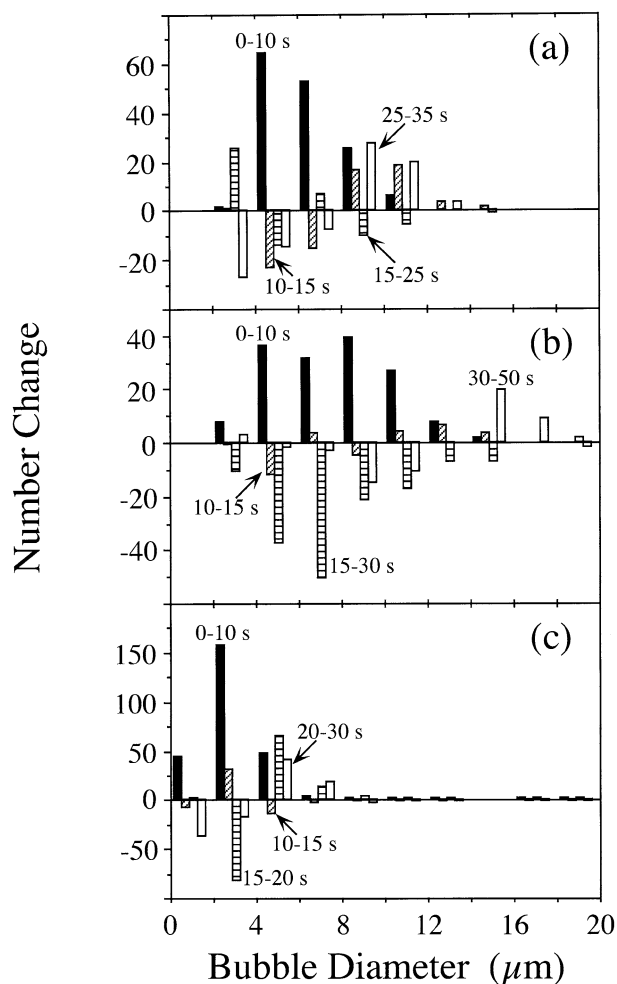 (a)
0-10 s
60
25-35 s
40
20
0
-20
10-15 s
15-25 s
(b)
0-10 s
40
30-50 s
20
0
10-15 s
-20
-40
15-30 s
Number Change
(c)
0-10 s
150
100
20-30 s
50
0
10-15 s
-50
15-20 s
0 4 8 12 16 20
Bubble Diameter (µm)